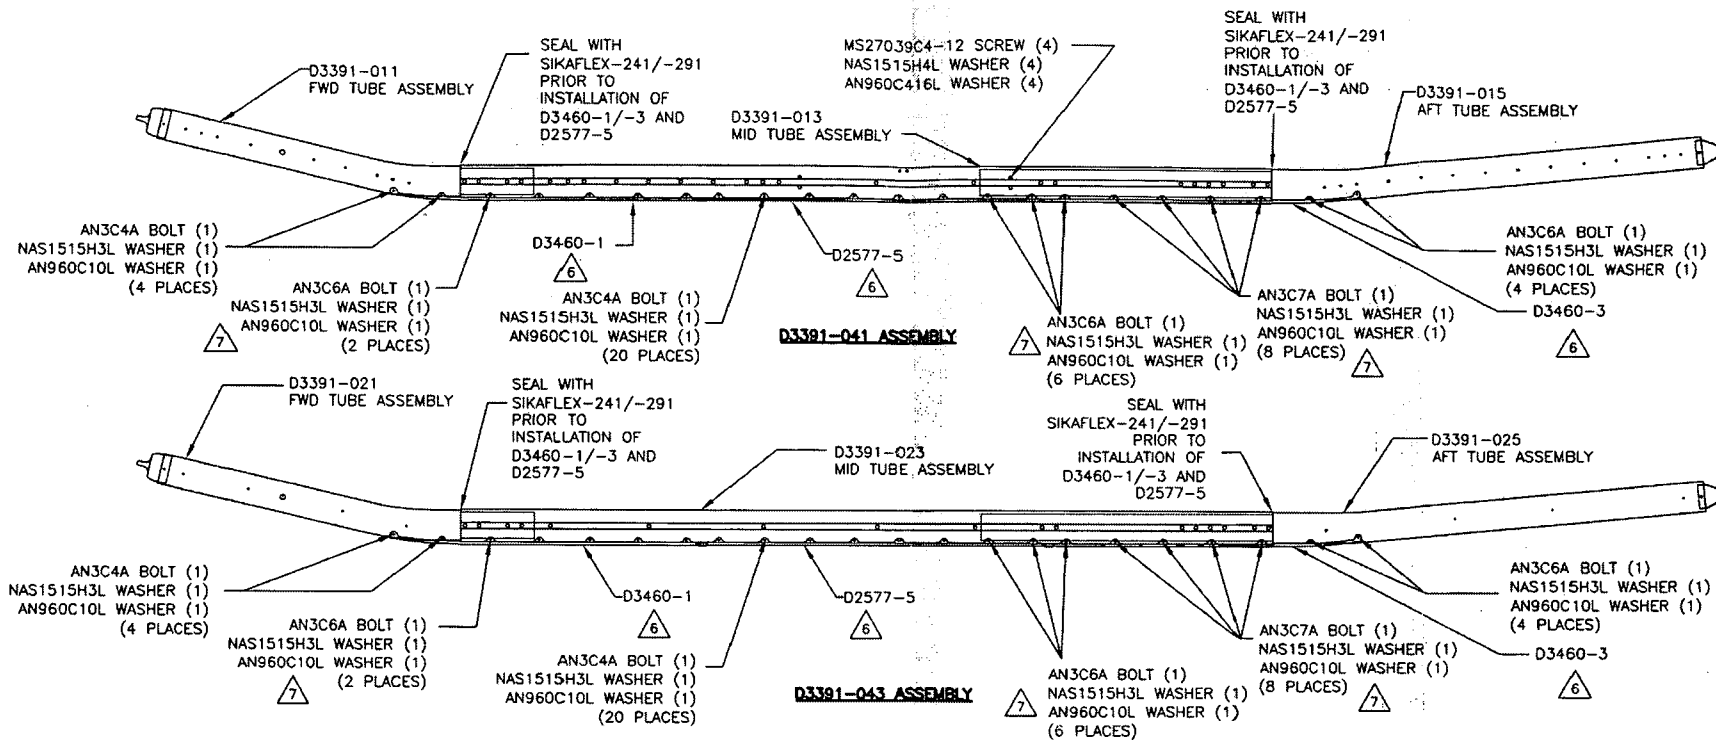 SEAL WITH
SIKAFLEX-241/-291
PRIOR TO
INSTALLATION OF
D3460-1/-3 AND
D2577-5
D3391-011
FWD TUBE ASSEMBLY
MS27039C4-12 SCREW (4)
NAS1515H4L WASHER (4)
AN960C416L WASHER (4)
D3391-013
MID TUBE ASSEMBLY
SEAL WITH
SIKAFLEX-241/-291
PRIOR TO
INSTALLATION OF
D3460-1/-3 AND
D2577-5
D3391-015
AFT TUBE ASSEMBLY
AN3C4A BOLT (1)
NAS1515H3L WASHER (1)
AN960C10L WASHER (1)
(4 PLACES)
AN3C6A BOLT (1)
NAS1515H3L WASHER (1)
AN960C10L WASHER (1)
(2 PLACES)
7
D3460-1
6
AN3C4A BOLT (1)
NAS1515H3L WASHER (1)
AN960C10L WASHER (1)
(20 PLACES)
D2577-5
6
D3391-041 ASSEMBLY
7
AN3C6A BOLT (1)
NAS1515H3L WASHER (1)
AN960C10L WASHER (1)
(6 PLACES)
AN3C7A BOLT (1)
NAS1515H3L WASHER (1)
AN960C10L WASHER (1)
(8 PLACES)
7
AN3C6A BOLT (1)
NAS1515H3L WASHER (1)
AN960C10L WASHER (1)
(4 PLACES)
D3460-3
6
D3391-021
FWD TUBE ASSEMBLY
SEAL WITH
SIKAFLEX-241/-291
PRIOR TO
INSTALLATION OF
D3460-1/-3 AND
D2577-5
D3391-023
MID TUBE ASSEMBLY
SEAL WITH
SIKAFLEX-241/-291
PRIOR TO
INSTALLATION OF
D3460-1/-3 AND
D2577-5
D3391-025
AFT TUBE ASSEMBLY
AN3C4A BOLT (1)
NAS1515H3L WASHER (1)
AN960C10L WASHER (1)
(4 PLACES)
AN3C6A BOLT (1)
NAS1515H3L WASHER (1)
AN960C10L WASHER (1)
(2 PLACES)
7
D3460-1
6
AN3C4A BOLT (1)
NAS1515H3L WASHER (1)
AN960C10L WASHER (1)
(20 PLACES)
D2577-5
6
D3391-043 ASSEMBLY
7
AN3C6A BOLT (1)
NAS1515H3L WASHER (1)
AN960C10L WASHER (1)
(6 PLACES)
AN3C7A BOLT (1)
NAS1515H3L WASHER (1)
AN960C10L WASHER (1)
(8 PLACES)
7
AN3C6A BOLT (1)
NAS1515H3L WASHER (1)
AN960C10L WASHER (1)
(4 PLACES)
D3460-3
6